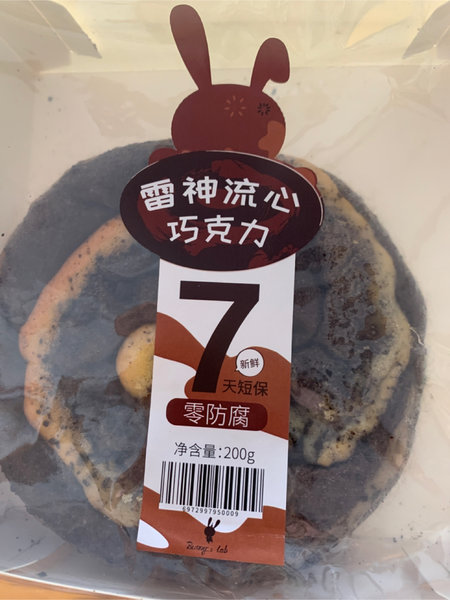 雷神流心
巧克力
7
新鲜
天短保
零防腐
净含量:200g
6972997950009
Bunny's lab